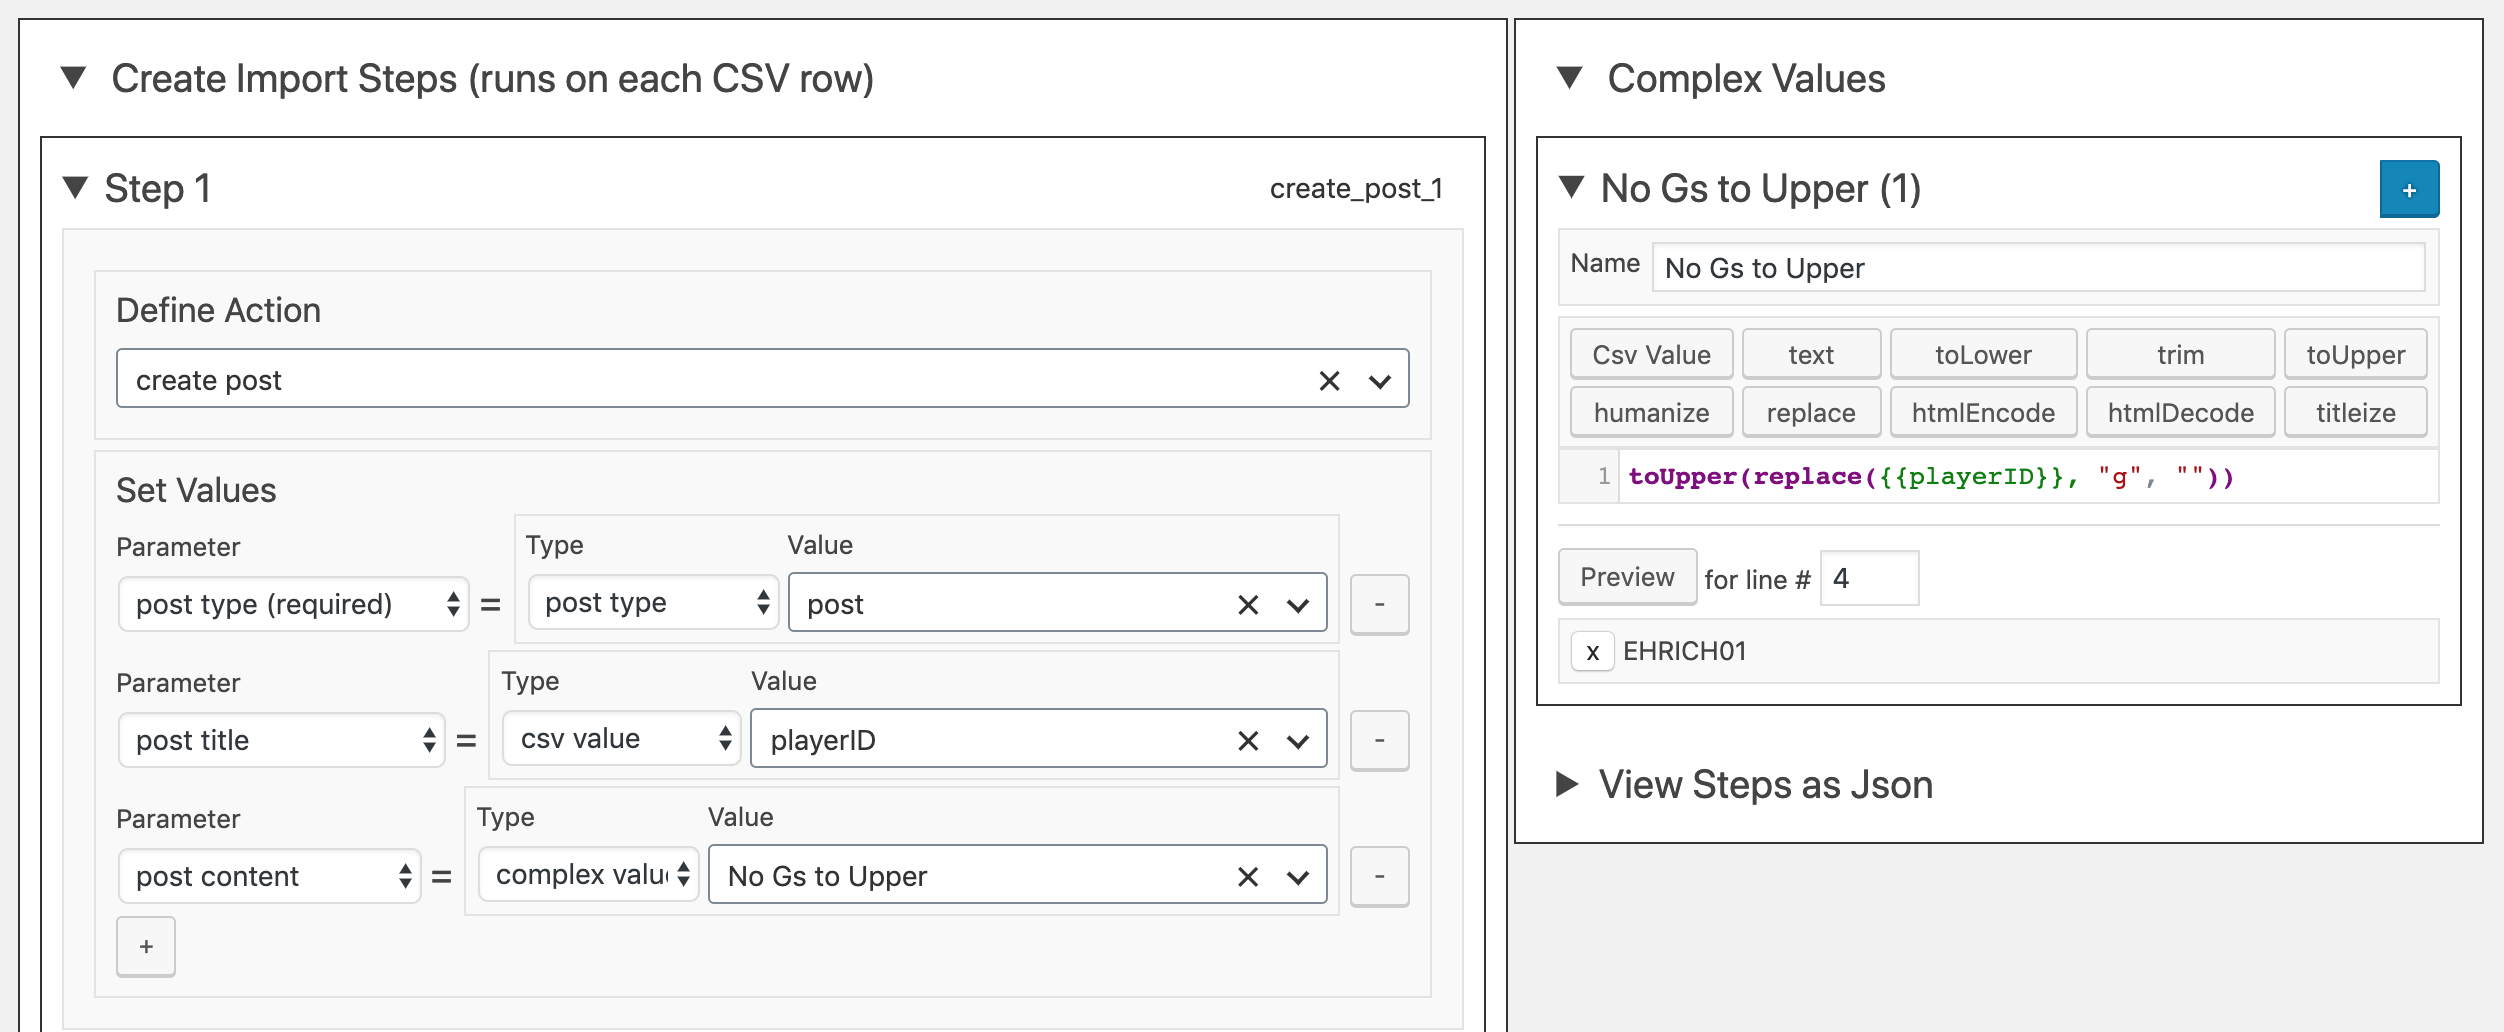 Create Import Steps (runs on each CSV row)
Step 1
create_post_1
Define Action
create post
Set Values
Parameter
Type
Value
post type (required)
=
post type
post
-
Parameter
Type
Value
post title
=
csv value
playerID
-
Parameter
Type
Value
post content
=
complex valu
No Gs to Upper
-
+
Complex Values
No Gs to Upper (1)
+
Name
No Gs to Upper
Csv Value
text
toLower
trim
toUpper
humanize
replace
htmlEncode
htmlDecode
titleize
1
toUpper(replace({{playerID}}, "g", ""))
Preview
for line #
4
x
EHRICH01
View Steps as Json